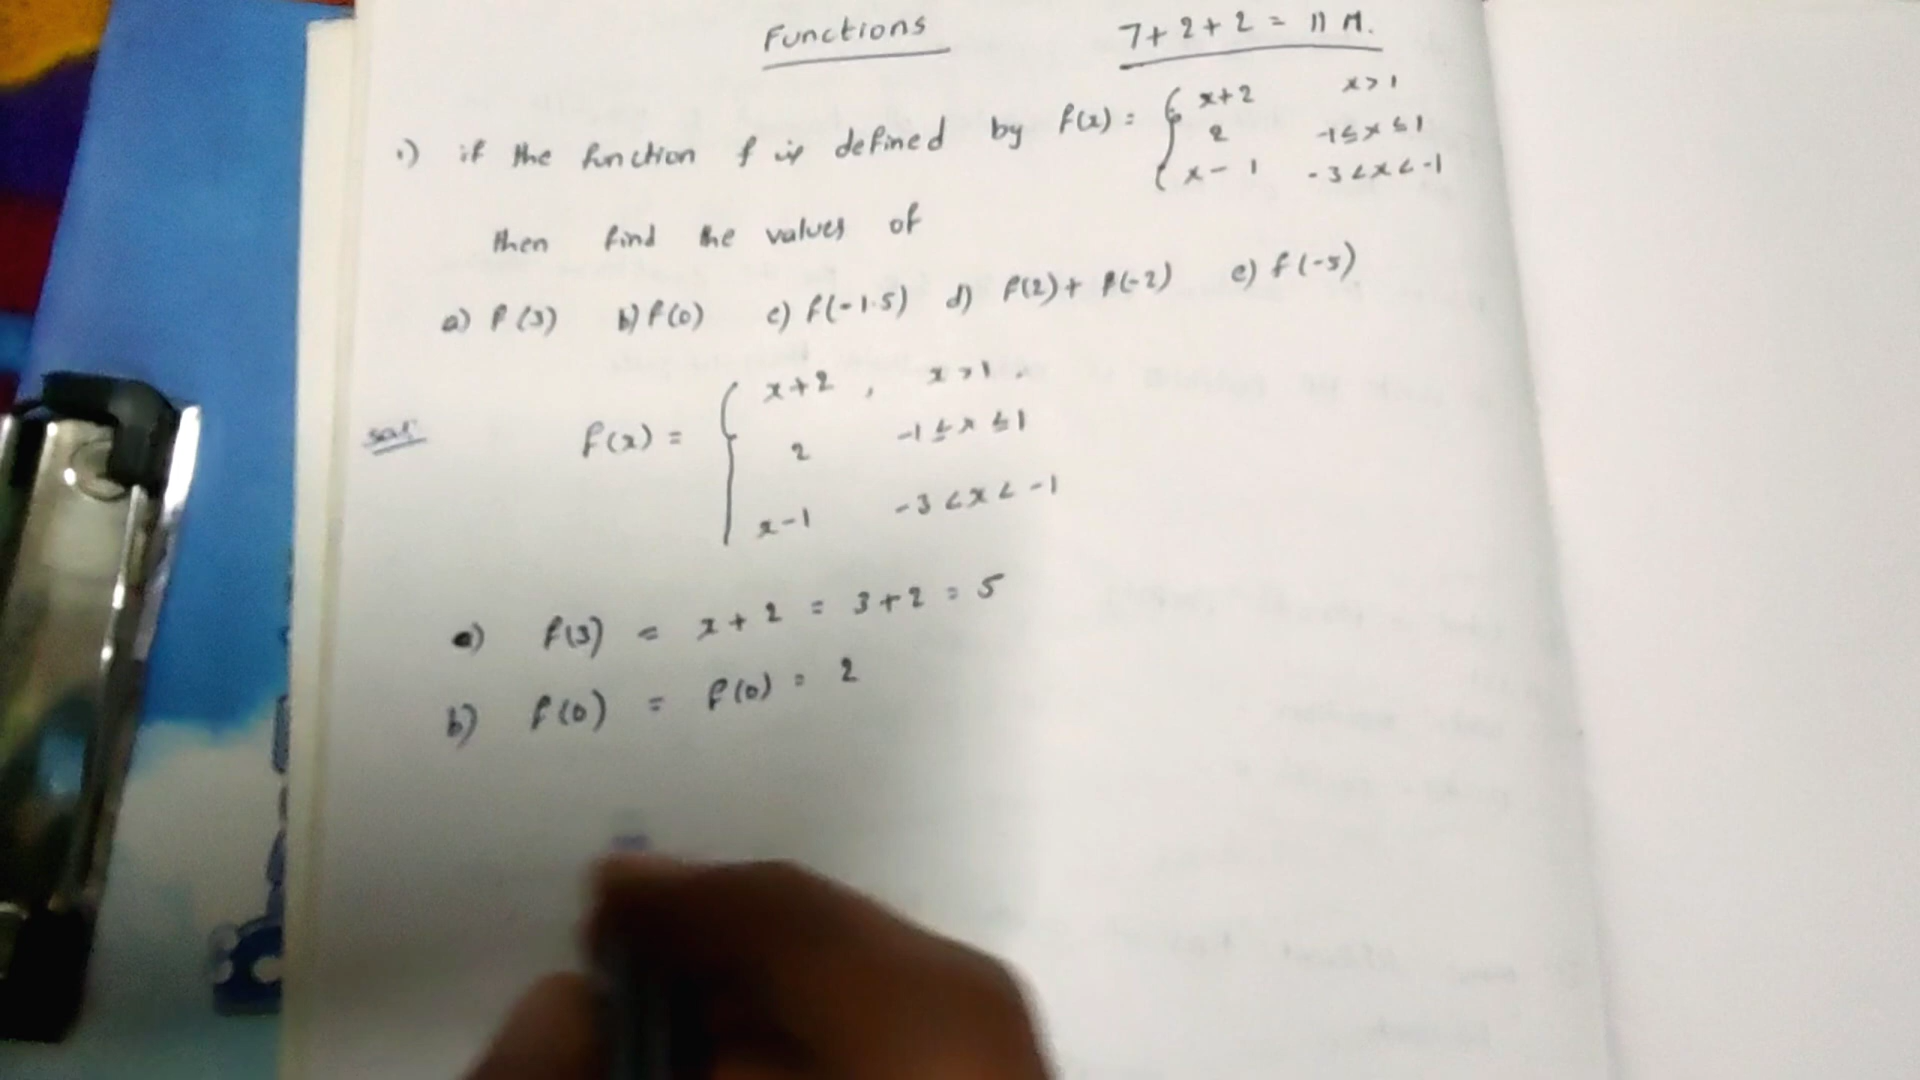 Functions 7+2+2 = 11 M.
1) if the function f is defined by f(x) = { x+2 x>1
2 -1≤x≤1
x-1 -3<x<-1
then find the values of
a) f(3) b) f(0) c) f(-1.5) d) f(2)+ f(-2) e) f(-5)
Sol: f(x) = { x+2 , x>1 .
2 -1≤x≤1
x-1 -3<x<-1
a) f(3) = x+2 = 3+2 = 5
b) f(0) = f(0) = 2